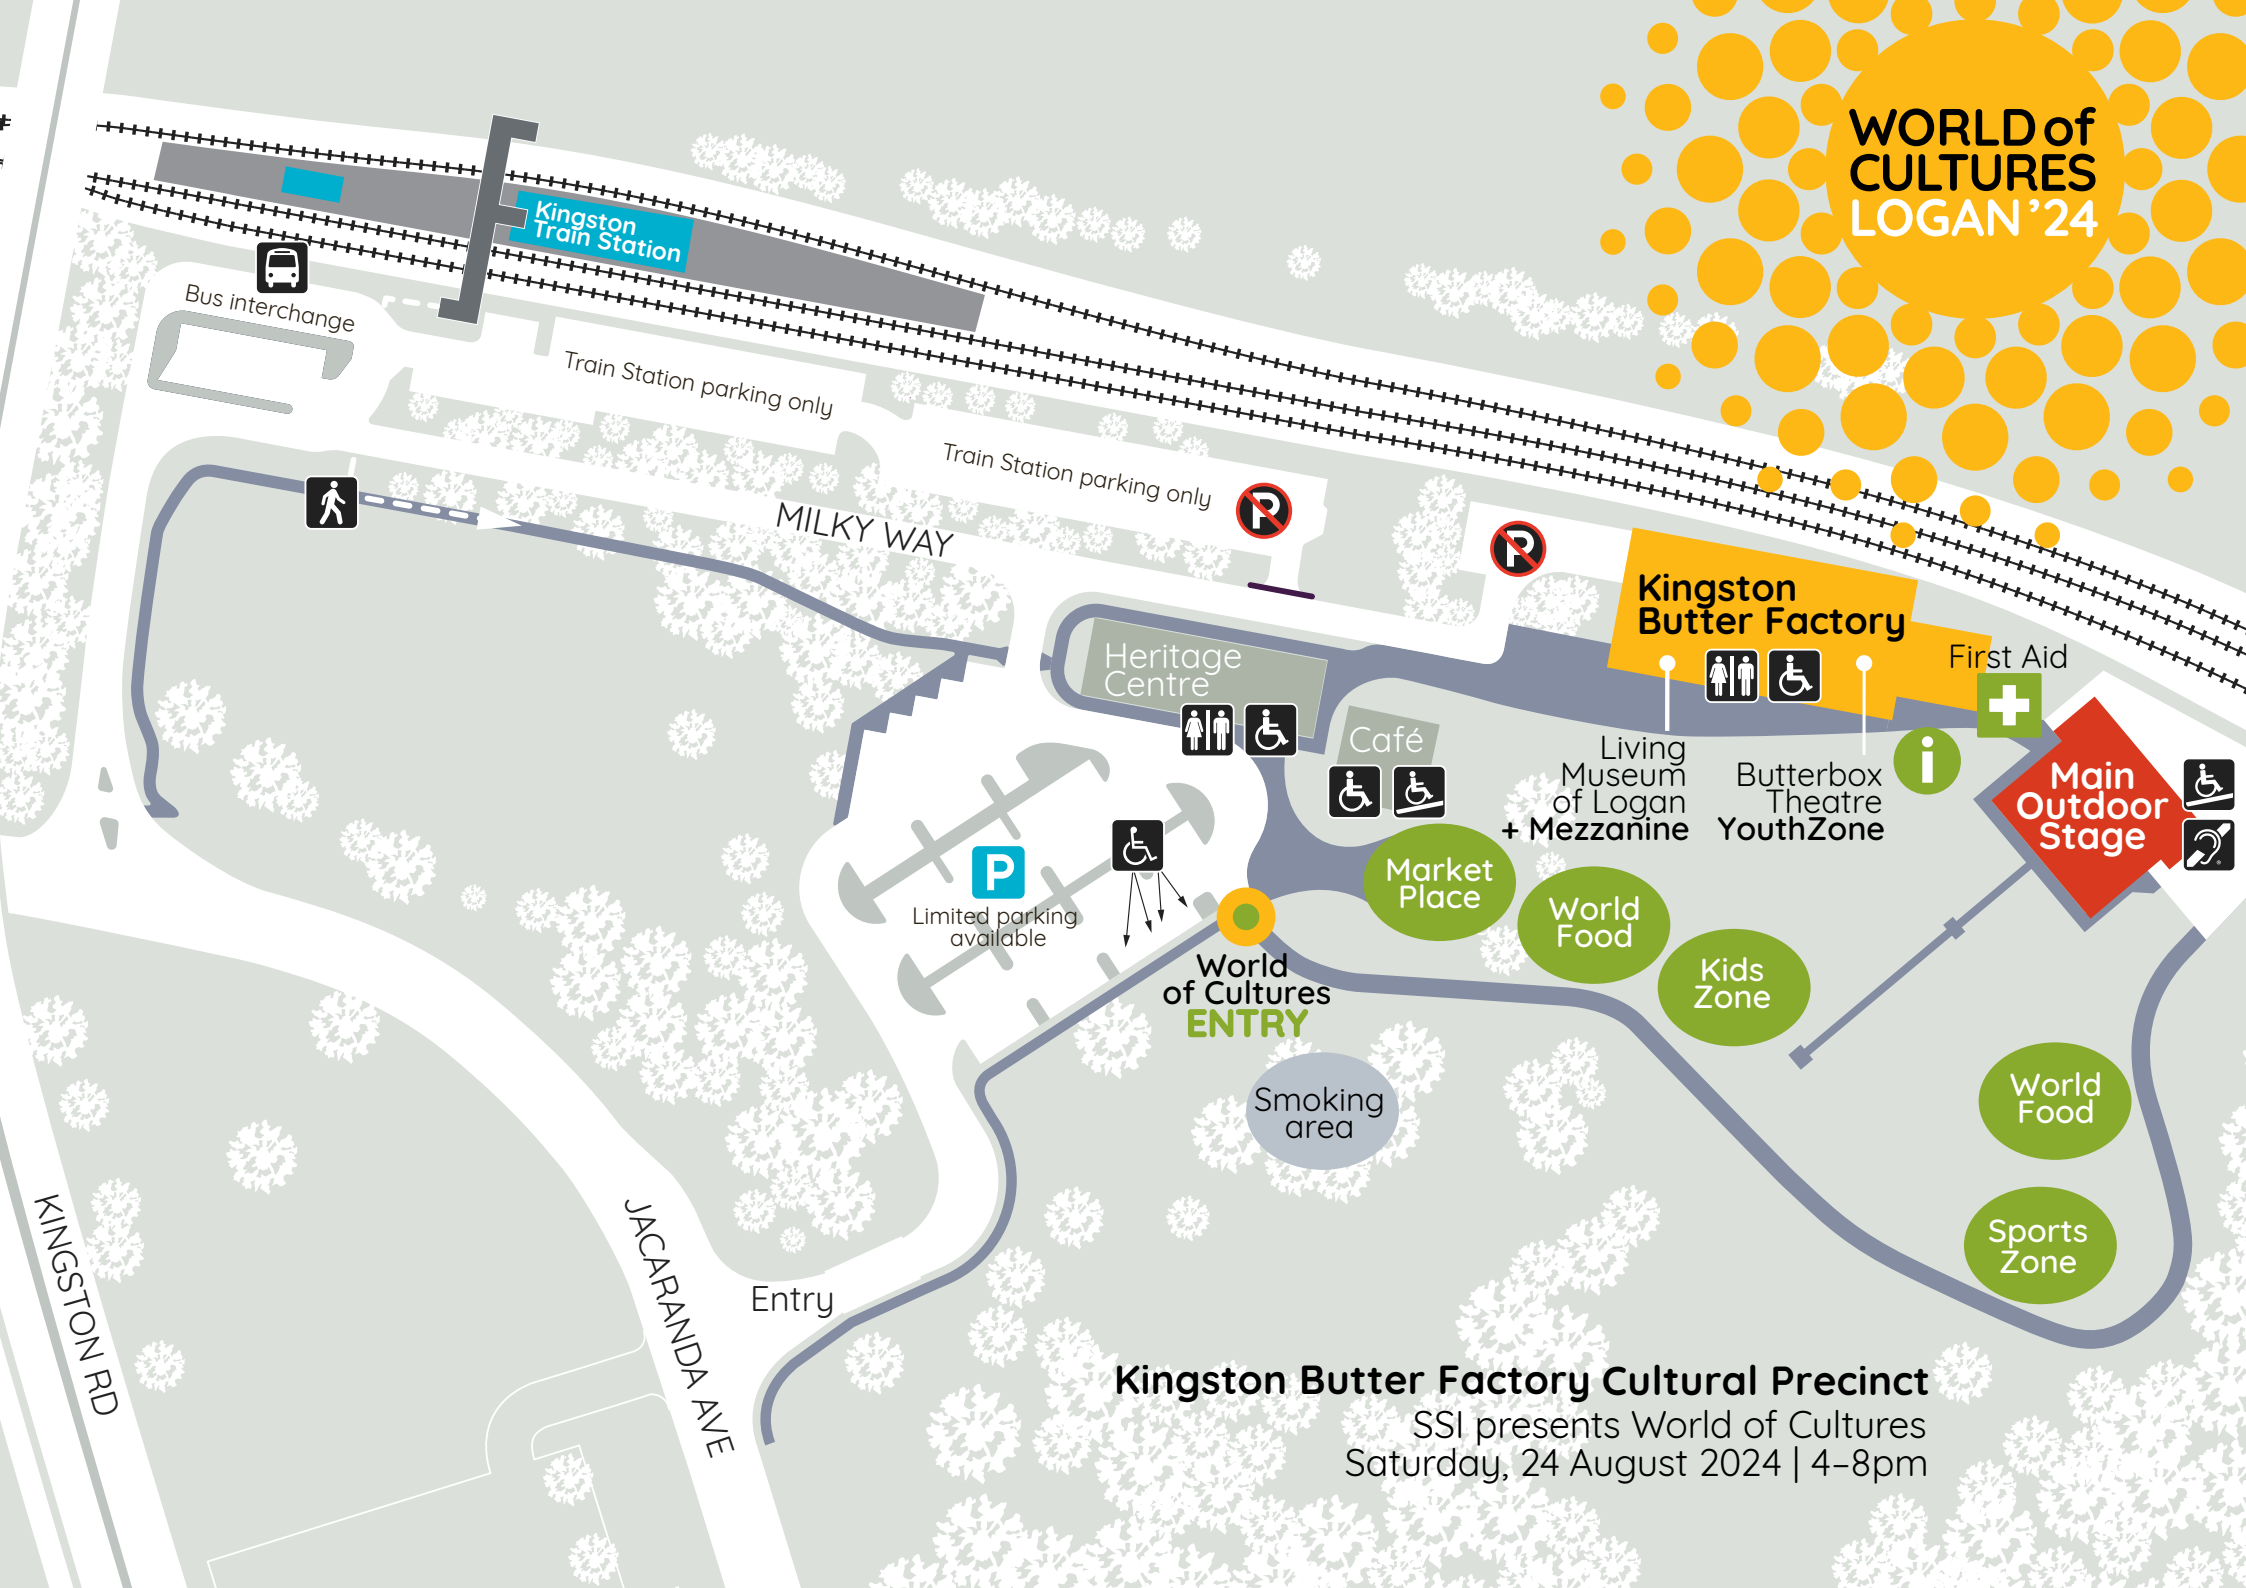 WORLD of
CULTURES
LOGAN '24
Kingston
Train Station
Bus interchange
Train Station parking only
Train Station parking only
P
P
MILKY WAY
Kingston
Butter Factory
First Aid
Heritage
Centre
Café
Living
Museum
of Logan
+ Mezzanine
Butterbox
Theatre
YouthZone
i
Main
Outdoor
Stage
P
Limited parking
available
Market
Place
World
Food
Kids
Zone
World
of Cultures
ENTRY
Smoking
area
World
Food
Sports
Zone
KINGSTON RD
JACARANDA AVE
Entry
Kingston Butter Factory Cultural Precinct
SSI presents World of Cultures
Saturday, 24 August 2024 | 4–8pm